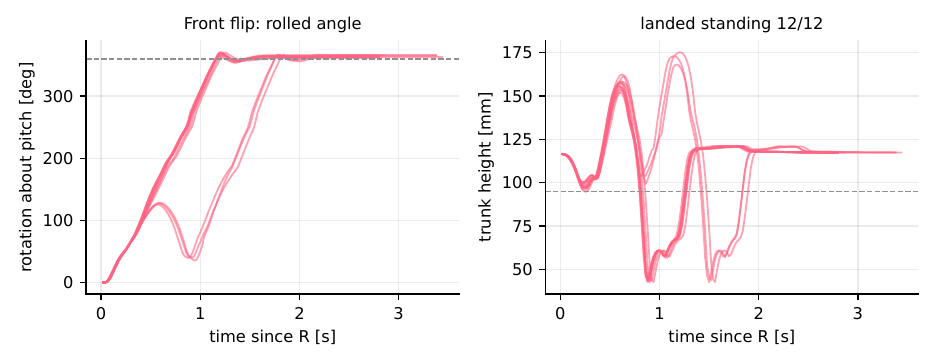 Front flip: rolled angle
rotation about pitch [deg]
300
200
100
0
0 1 2 3
time since R [s]
landed standing 12/12
trunk height [mm]
175
150
125
100
75
50
0 1 2 3
time since R [s]